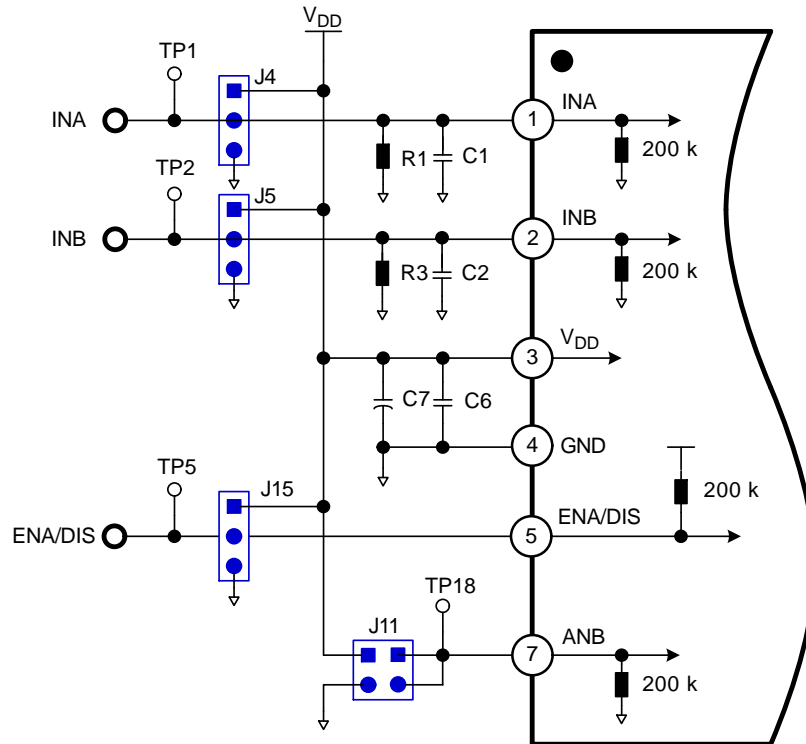 VDD
TP1
J4
INA
1
INA
R1
C1
200 k
TP2
J5
INB
2
INB
R3
C2
200 k
3
VDD
C7
C6
4
GND
TP5
J15
200 k
ENA/DIS
5
ENA/DIS
TP18
J11
7
ANB
200 k